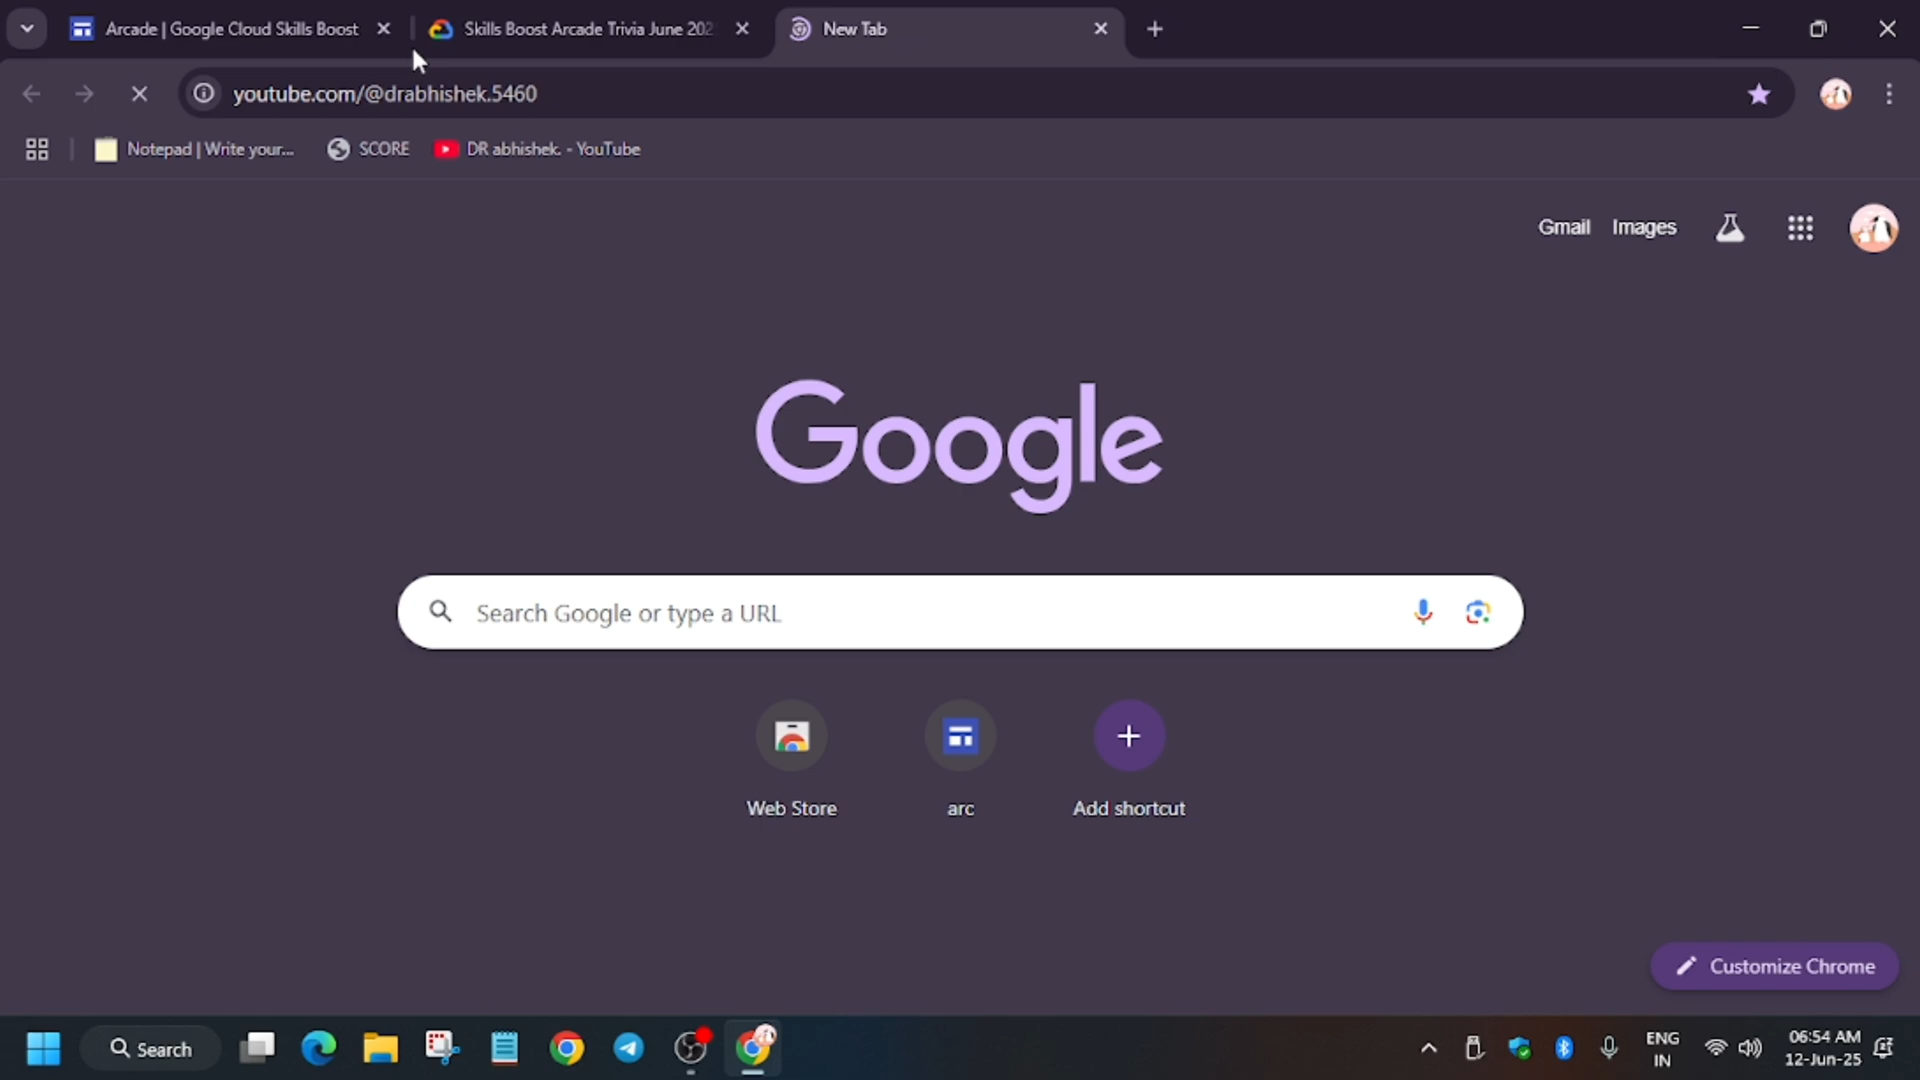 Arcade | Google Cloud Skills Boost
Skills Boost Arcade Trivia June 202
New Tab
youtube.com/@drabhishek.5460
Notepad | Write your...
SCORE
DR abhishek. - YouTube
Gmail
Images
Google
Search Google or type a URL
Web Store
arc
Add shortcut
Customize Chrome
Search
ENG
IN
06:54 AM
12-Jun-25